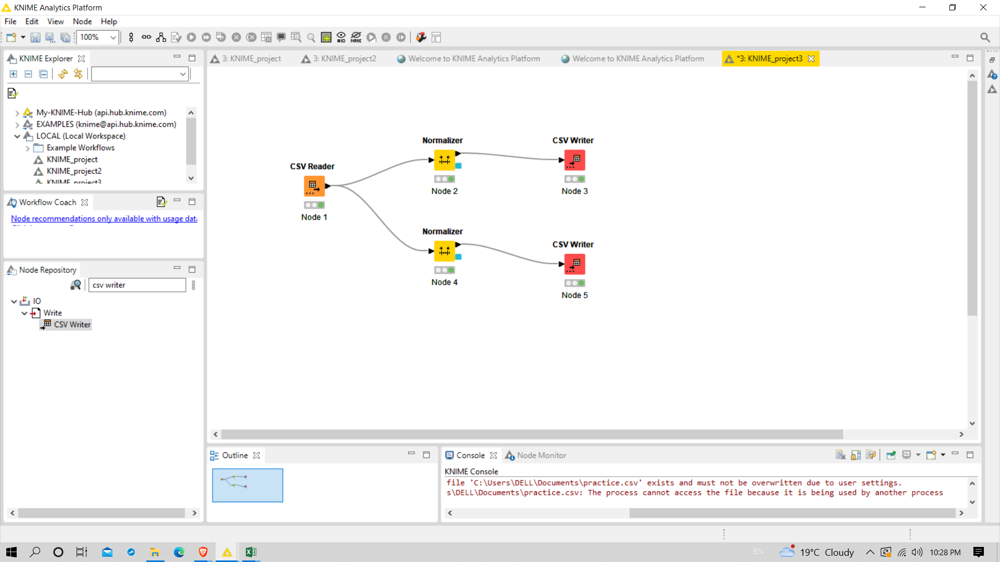 KNIME Analytics Platform
File Edit View Node Help
100%
#ID
NAME
KNIME Explorer
3: KNIME_project
3: KNIME_project2
Welcome to KNIME Analytics Platform
Welcome to KNIME Analytics Platform
*3: KNIME_project3
My-KNIME-Hub (api.hub.knime.com)
EXAMPLES (knime@api.hub.knime.com)
LOCAL (Local Workspace)
Example Workflows
KNIME_project
KNIME_project2
KNIME_project3
Workflow Coach
Node recommendations only available with usage data
Node Repository
csv writer
IO
Write
CSV Writer
CSV Reader
Node 1
Normalizer
Node 2
CSV Writer
Node 3
Normalizer
Node 4
CSV Writer
Node 5
Outline
Console
Node Monitor
KNIME Console
file 'C:\Users\DELL\Documents\practice.csv' exists and must not be overwritten due to user settings.
s\DELL\Documents\practice.csv: The process cannot access the file because it is being used by another process
EN
19°C Cloudy
10:28 PM